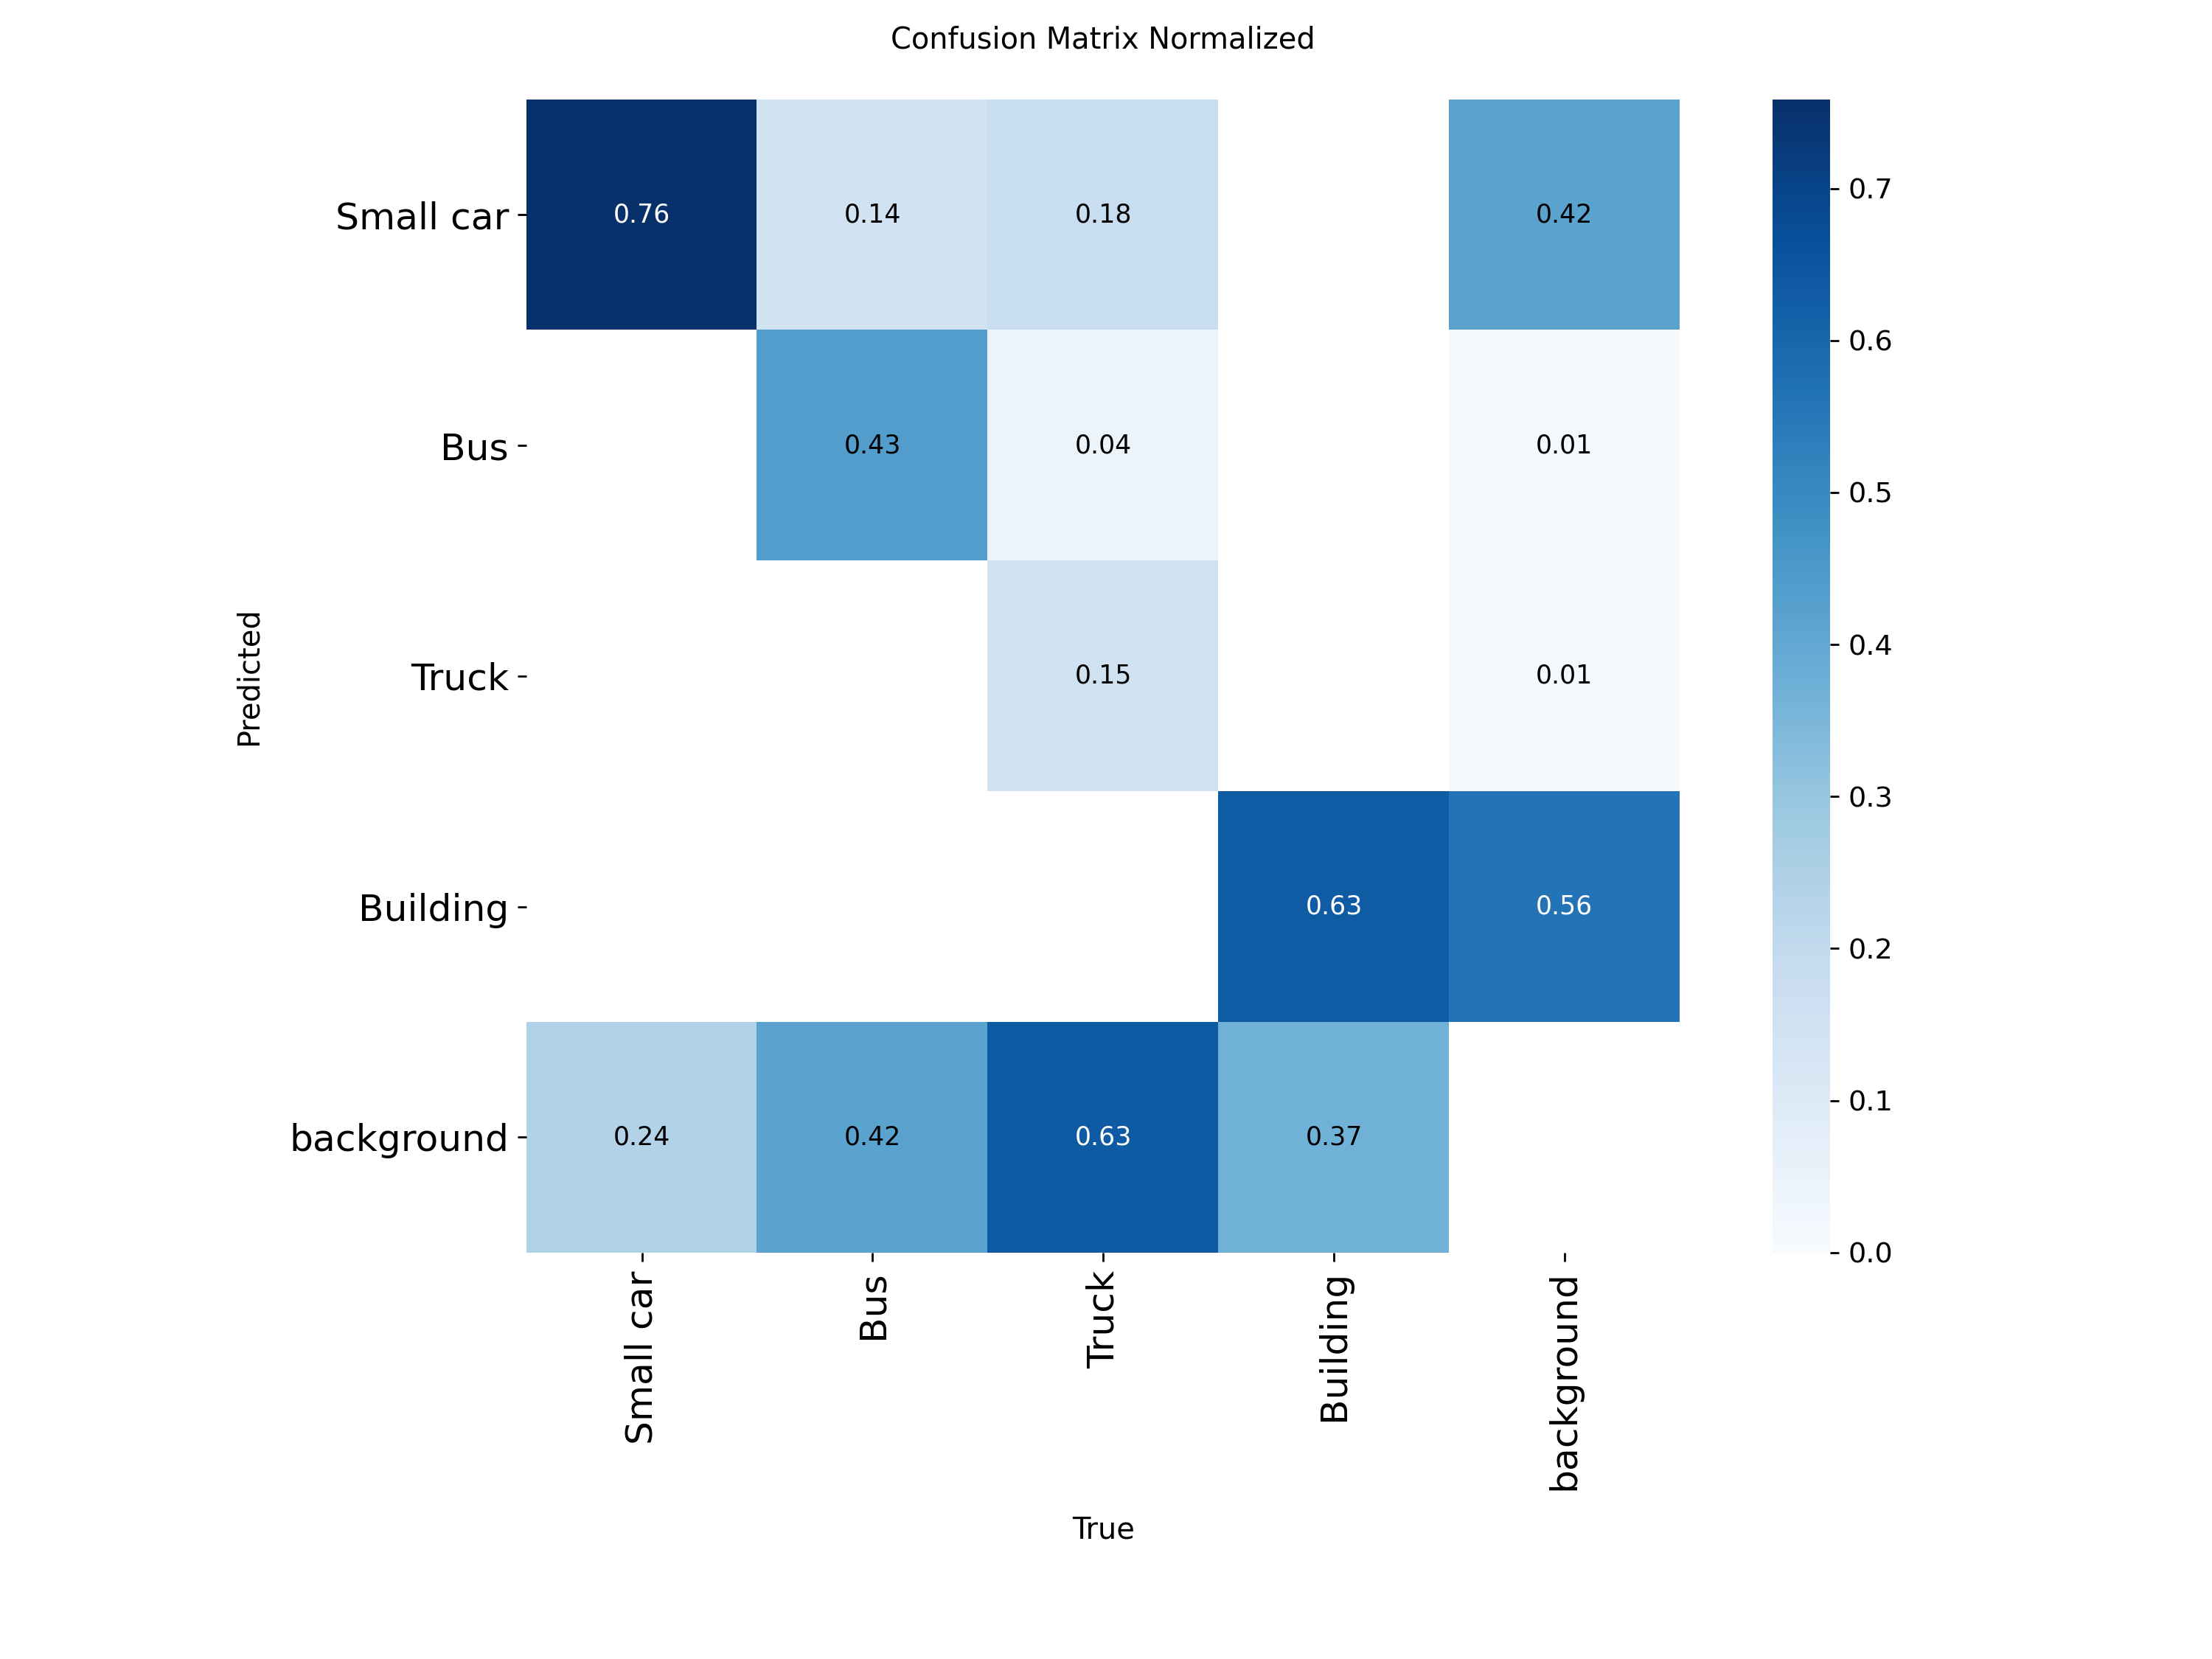 Confusion Matrix Normalized
Small car
0.76
0.14
0.18
0.42
0.7
0.6
Bus
0.43
0.04
0.01
0.5
0.4
Predicted
Truck
0.15
0.01
0.3
Building
0.63
0.56
0.2
0.1
background
0.24
0.42
0.63
0.37
0.0
Small car
Bus
Truck
Building
background
True